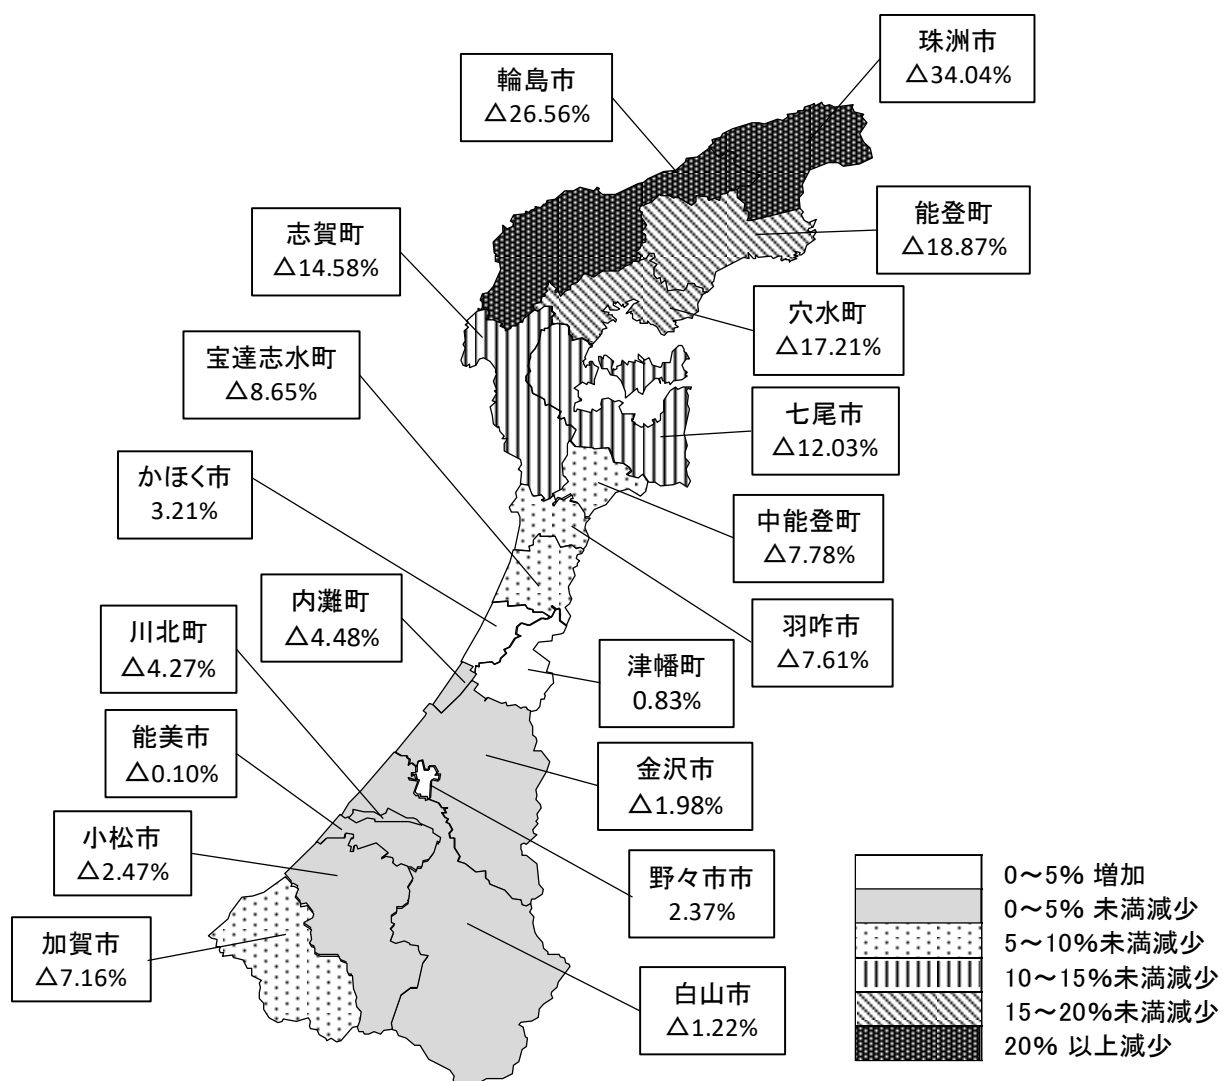 珠洲市
△34.04%
輪島市
△26.56%
能登町
△18.87%
志賀町
△14.58%
穴水町
△17.21%
宝達志水町
△8.65%
七尾市
△12.03%
かほく市
3.21%
中能登町
△7.78%
内灘町
△4.48%
羽咋市
△7.61%
川北町
△4.27%
津幡町
0.83%
能美市
△0.10%
金沢市
△1.98%
小松市
△2.47%
野々市市
2.37%
加賀市
△7.16%
白山市
△1.22%
0～5% 増加
0～5% 未満減少
5～10%未満減少
10～15%未満減少
15～20%未満減少
20% 以上減少